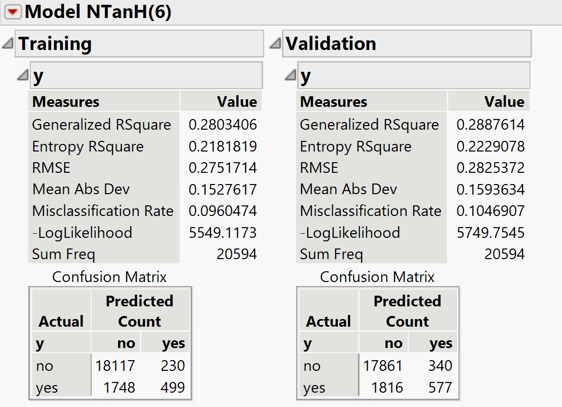 Model NTanH(6)
Training
y
Measures Value
Generalized RSquare 0.2803406
Entropy RSquare 0.2181819
RMSE 0.2751714
Mean Abs Dev 0.1527617
Misclassification Rate 0.0960474
-LogLikelihood 5549.1173
Sum Freq 20594
Confusion Matrix
Predicted
Actual Count
y no yes
no 18117 230
yes 1748 499
Validation
y
Measures Value
Generalized RSquare 0.2887614
Entropy RSquare 0.2229078
RMSE 0.2825372
Mean Abs Dev 0.1593634
Misclassification Rate 0.1046907
-LogLikelihood 5749.7545
Sum Freq 20594
Confusion Matrix
Predicted
Actual Count
y no yes
no 17861 340
yes 1816 577